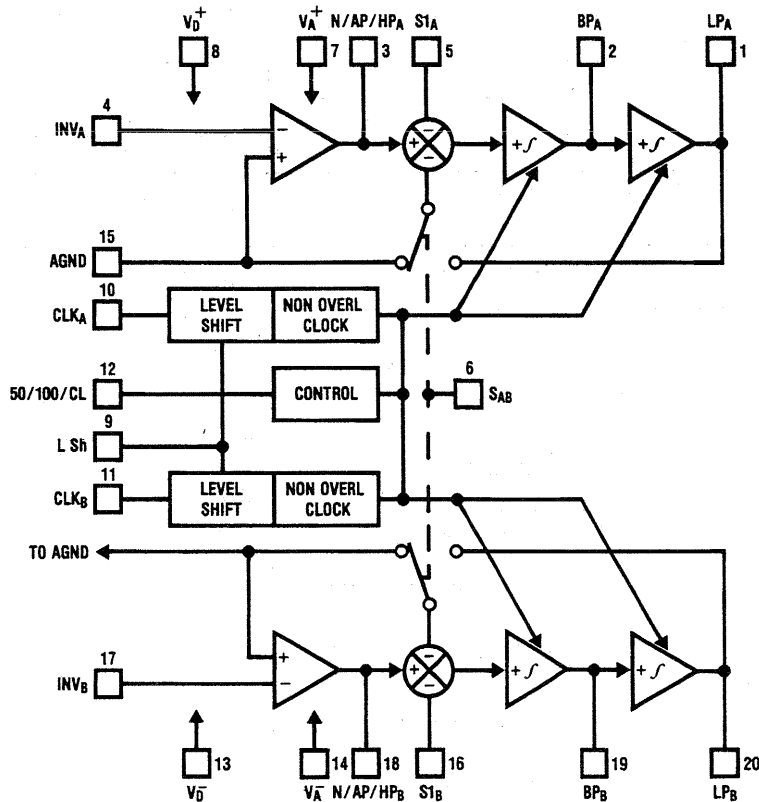 V_D^+ V_A^+ N/AP/HP_A S1_A BP_A LP_A
8 7 3 5 2 1
4
INV_A
− + + − − +∫ +∫
15
AGND
10
CLK_A LEVEL SHIFT NON OVERL CLOCK
12 6
50/100/CL CONTROL S_AB
9
L Sh
11
CLK_B LEVEL SHIFT NON OVERL CLOCK
TO AGND
17
INV_B
+ − + − − +∫ +∫
13 14 18 16 19 20
V_D^- V_A^- N/AP/HP_B S1_B BP_B LP_B